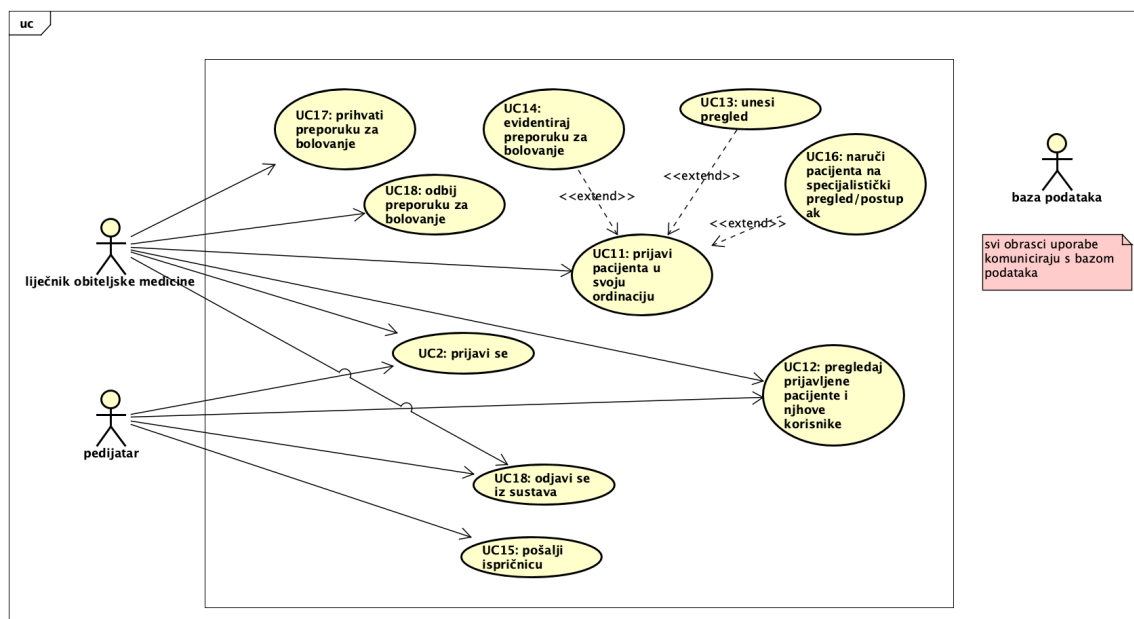 uc
UC17: prihvati
preporuku za
bolovanje
UC14:
evidentiraj
preporuku za
bolovanje
UC13: unesi
pregled
UC16: naruči
pacijenta na
specijalistički
pregled/postup
ak
<<extend>>
<<extend>>
<<extend>>
UC18: odbij
preporuku za
bolovanje
UC11: prijavi
pacijenta u
svoju
ordinaciju
baza podataka
svi obrasci uporabe
komuniciraju s bazom
podataka
liječnik obiteljske medicine
UC2: prijavi se
UC12: pregledaj
prijavljene
pacijente i
njhove
korisnike
pedijatar
UC18: odjavi se
iz sustava
UC15: pošalji
ispričnicu